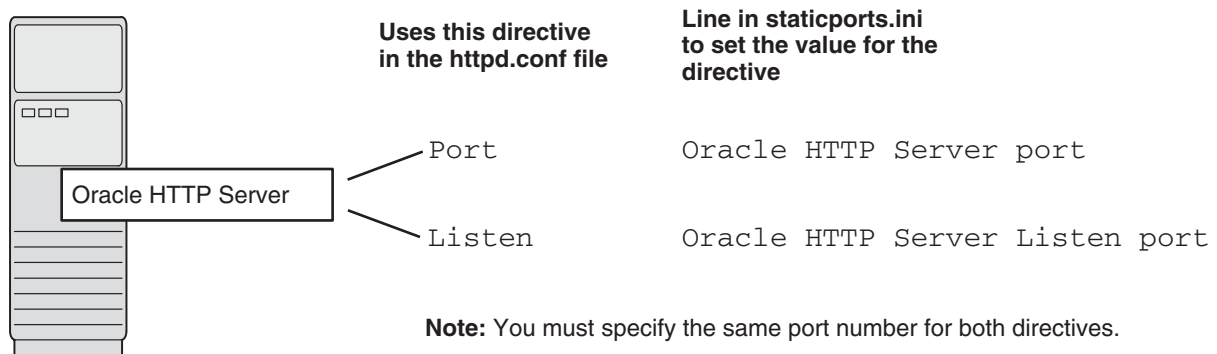 Uses this directive
in the httpd.conf file
Line in staticports.ini
to set the value for the
directive
Oracle HTTP Server
Port
Oracle HTTP Server port
Listen
Oracle HTTP Server Listen port
Note: You must specify the same port number for both directives.